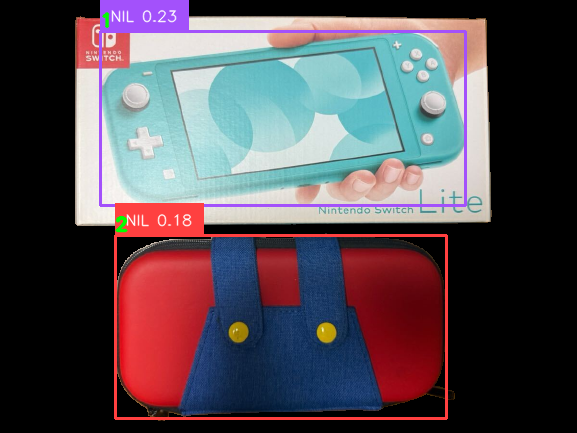 NIL 0.23
1
NINTENDO
SWITCH.
Nintendo Switch Lite
NIL 0.18
2